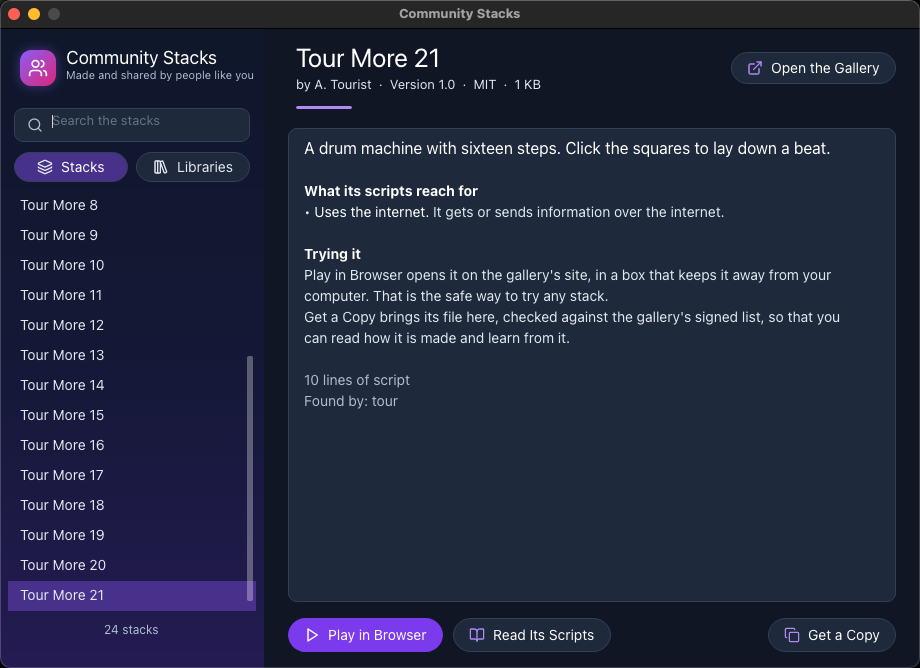 Community Stacks
Community Stacks
Made and shared by people like you
Search the stacks
Stacks
Libraries
Tour More 8
Tour More 9
Tour More 10
Tour More 11
Tour More 12
Tour More 13
Tour More 14
Tour More 15
Tour More 16
Tour More 17
Tour More 18
Tour More 19
Tour More 20
Tour More 21
24 stacks
Tour More 21
by A. Tourist · Version 1.0 · MIT · 1 KB
Open the Gallery
A drum machine with sixteen steps. Click the squares to lay down a beat.
What its scripts reach for
• Uses the internet. It gets or sends information over the internet.
Trying it
Play in Browser opens it on the gallery's site, in a box that keeps it away from your
computer. That is the safe way to try any stack.
Get a Copy brings its file here, checked against the gallery's signed list, so that you
can read how it is made and learn from it.
10 lines of script
Found by: tour
Play in Browser
Read Its Scripts
Get a Copy